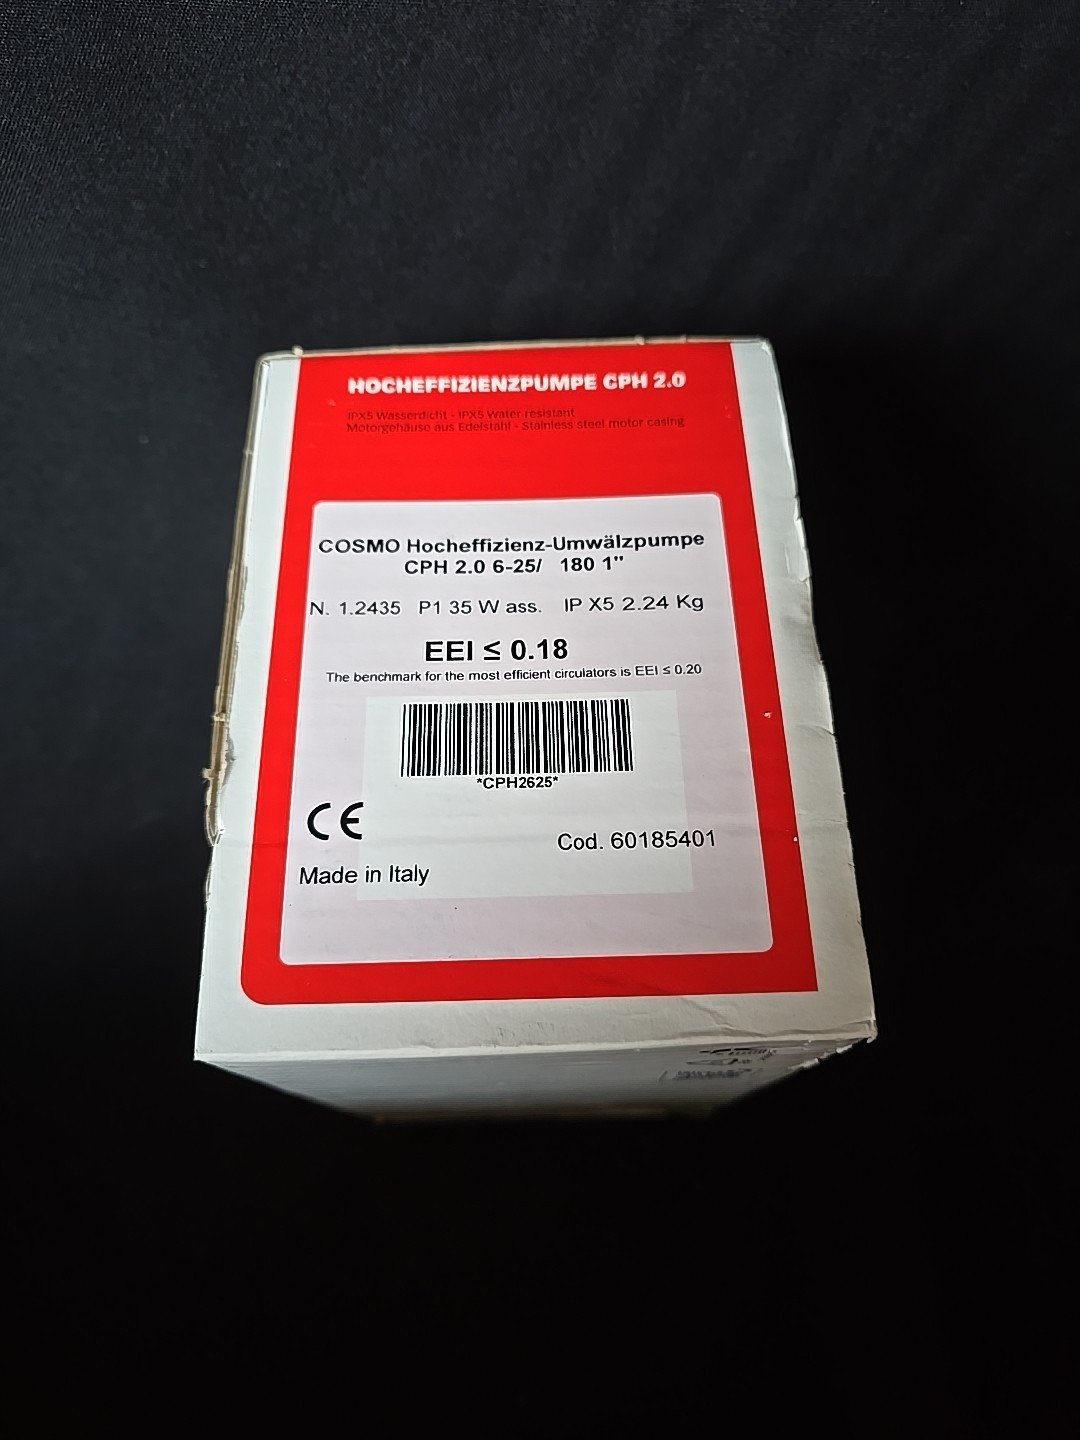 HOCHEFFIZIENZPUMPE CPH 2.0
IPX5 Wasserdicht - IPX5 Water resistant
Motorgehäuse aus Edelstahl - Stainless steel motor casing
COSMO Hocheffizienz-Umwälzpumpe
CPH 2.0 6-25/ 180 1"
N. 1.2435 P1 35 W ass. IP X5 2.24 Kg
EEI ≤ 0.18
The benchmark for the most efficient circulators is EEI ≤ 0.20
*CPH2625*
CE
Cod. 60185401
Made in Italy